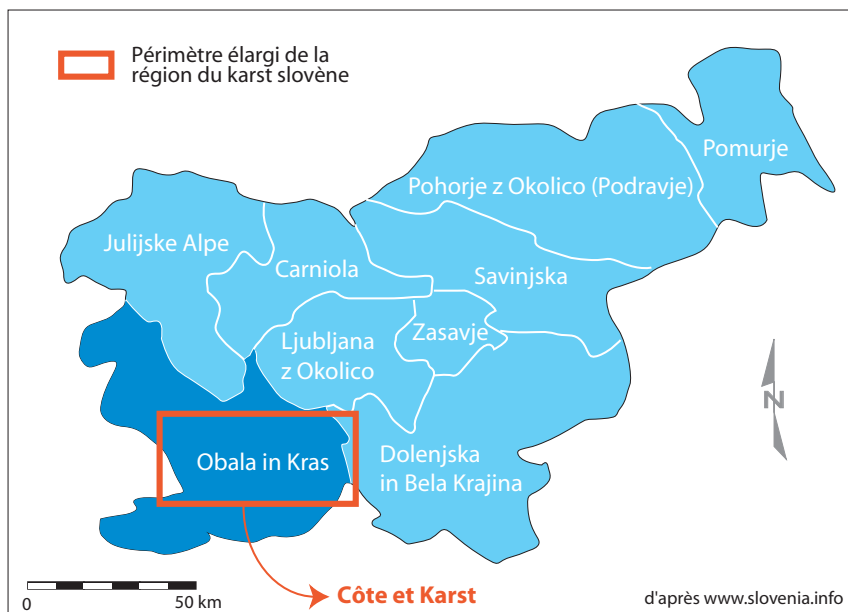 Périmètre élargi de la
région du karst slovène
Pomurje
Pohorje z Okolico (Podravje)
Julijske Alpe
Carniola
Savinjska
Ljubljana
z Okolico
Zasavje
N
Obala in Kras
Dolenjska
in Bela Krajina
0
50 km
Côte et Karst
d'après www.slovenia.info